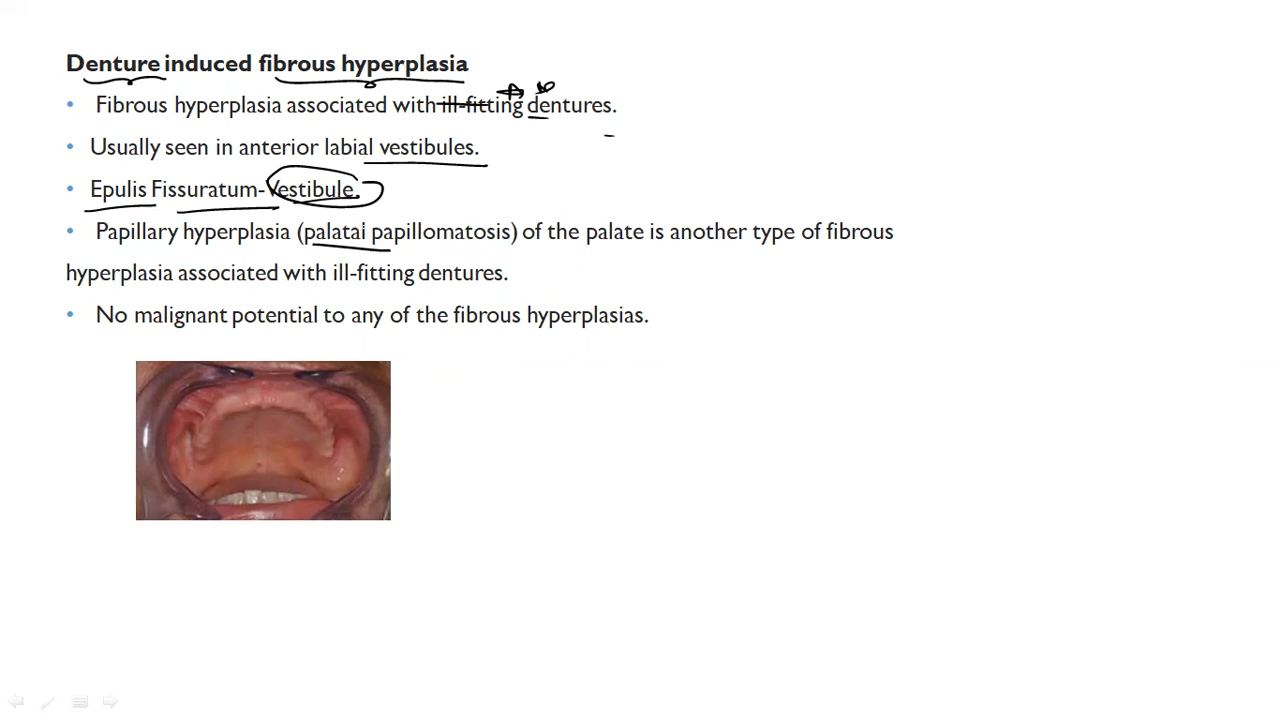 Denture induced fibrous hyperplasia
• Fibrous hyperplasia associated with ill-fitting dentures.
• Usually seen in anterior labial vestibules.
• Epulis Fissuratum-Vestibule.
• Papillary hyperplasia (palatal papillomatosis) of the palate is another type of fibrous
hyperplasia associated with ill-fitting dentures.
• No malignant potential to any of the fibrous hyperplasias.